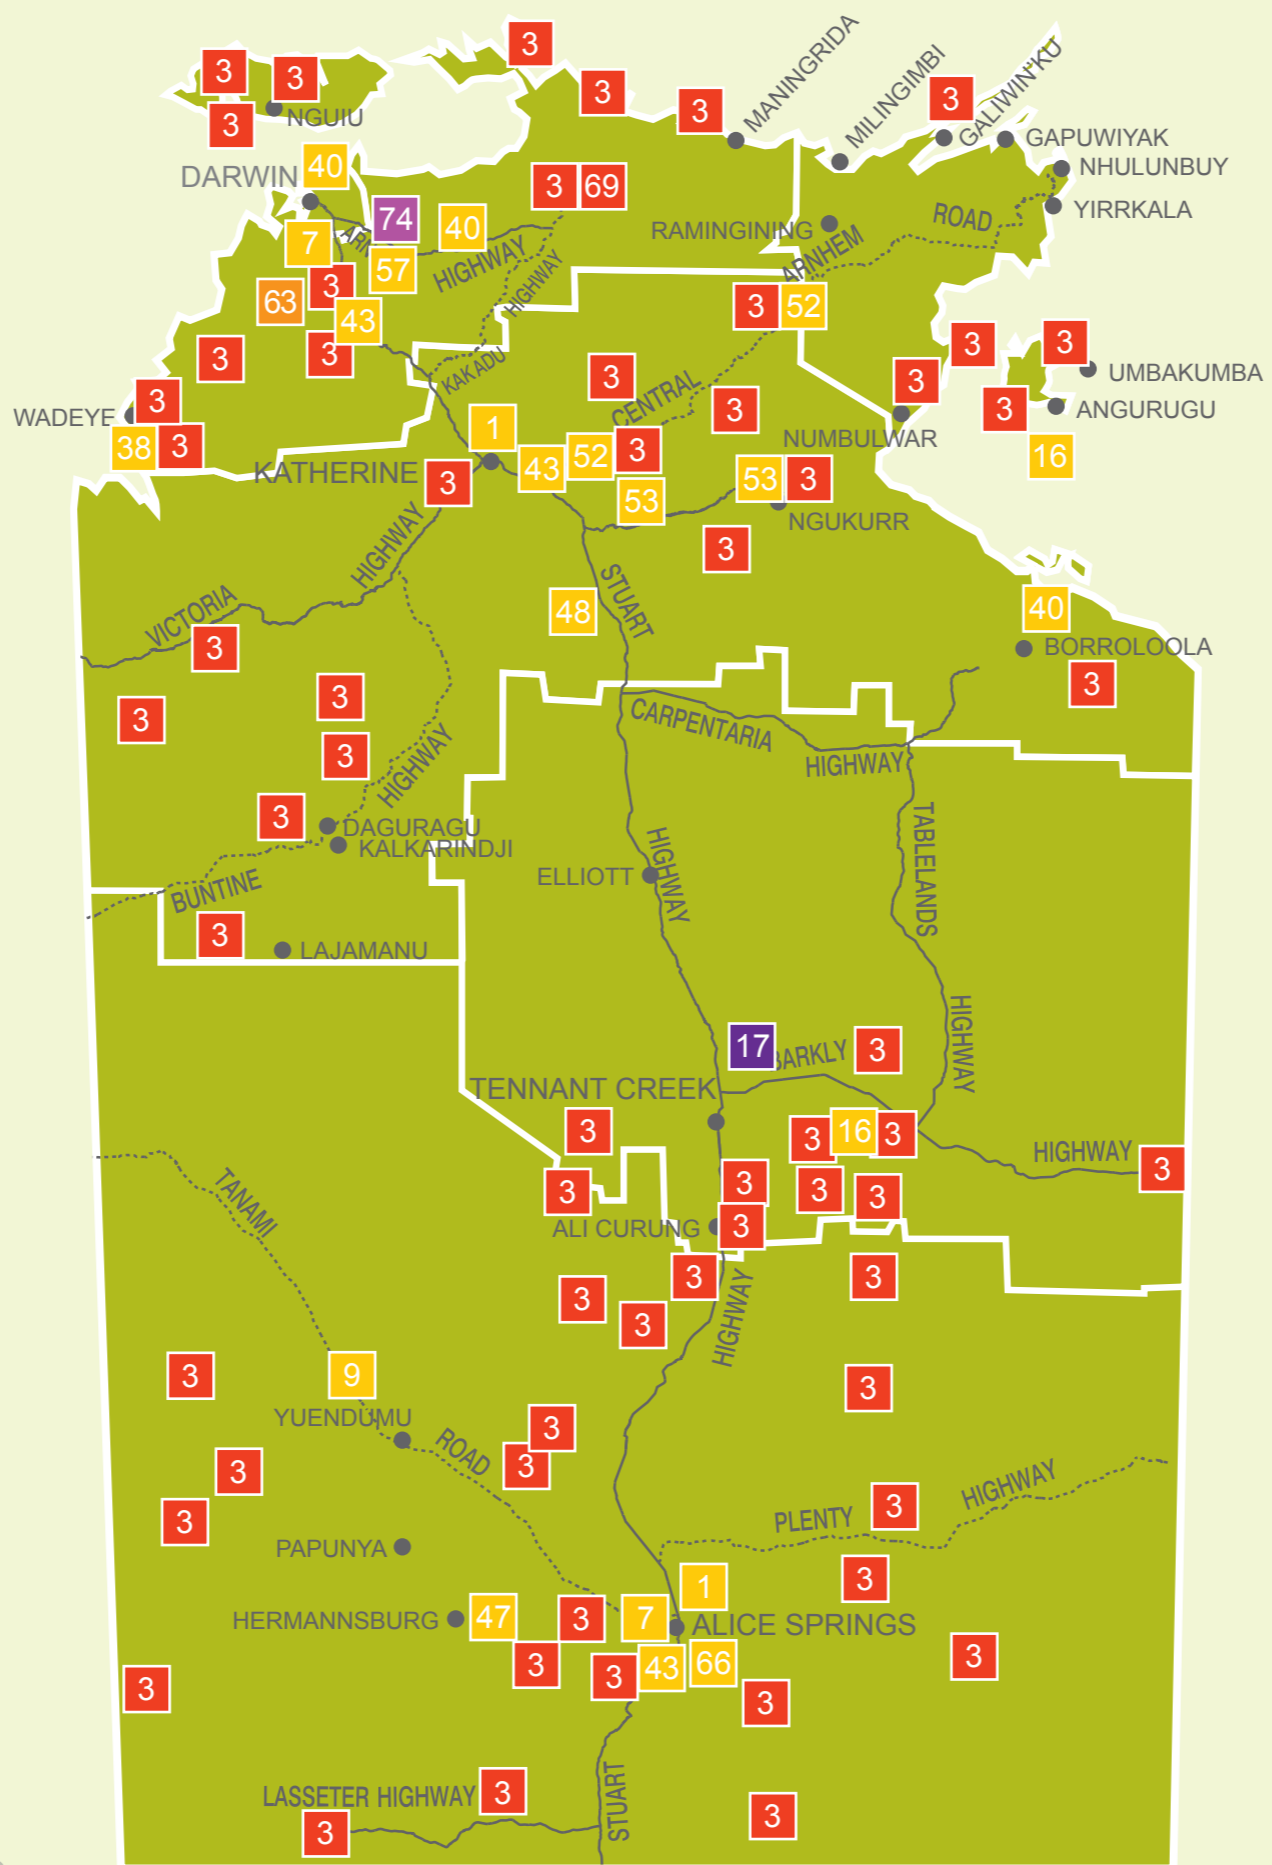 3
3
3
3
3
3
3
NGUIU
MANINGRIDA
MILINGIMBI
GALIWIN'KU
GAPUWIYAK
NHULUNBUY
YIRRKALA
DARWIN
40
74
40
3
69
7
57
HIGHWAY
RAMINGINING
ARNHEM
ROAD
63
3
43
3
3
HIGHWAY
KAKADU
3
52
3
3
UMBAKUMBA
3
3
ANGURUGU
16
NUMBULWAR
WADEYE
3
38
3
3
CENTRAL
3
1
KATHERINE
3
43
52
3
53
53
3
NGUKURR
3
HIGHWAY
VICTORIA
3
48
STUART
40
BORROLOOLA
3
3
3
3
CARPENTARIA
HIGHWAY
HIGHWAY
3
DAGURAGU
KALKARINDJI
BUNTINE
ELLIOTT
HIGHWAY
TABLELANDS
3
LAJAMANU
17
BARKLY
3
HIGHWAY
TENNANT CREEK
3
3
16
3
HIGHWAY
3
3
3
3
3
ALI CURUNG
3
TANAMI
3
3
3
3
HIGHWAY
3
9
YUENDUMU
3
3
ROAD
3
3
3
PAPUNYA
PLENTY
3
HIGHWAY
3
1
HERMANNSBURG
47
3
7
ALICE SPRINGS
3
3
43
66
3
3
3
LASSETER HIGHWAY
3
3
STUART
3